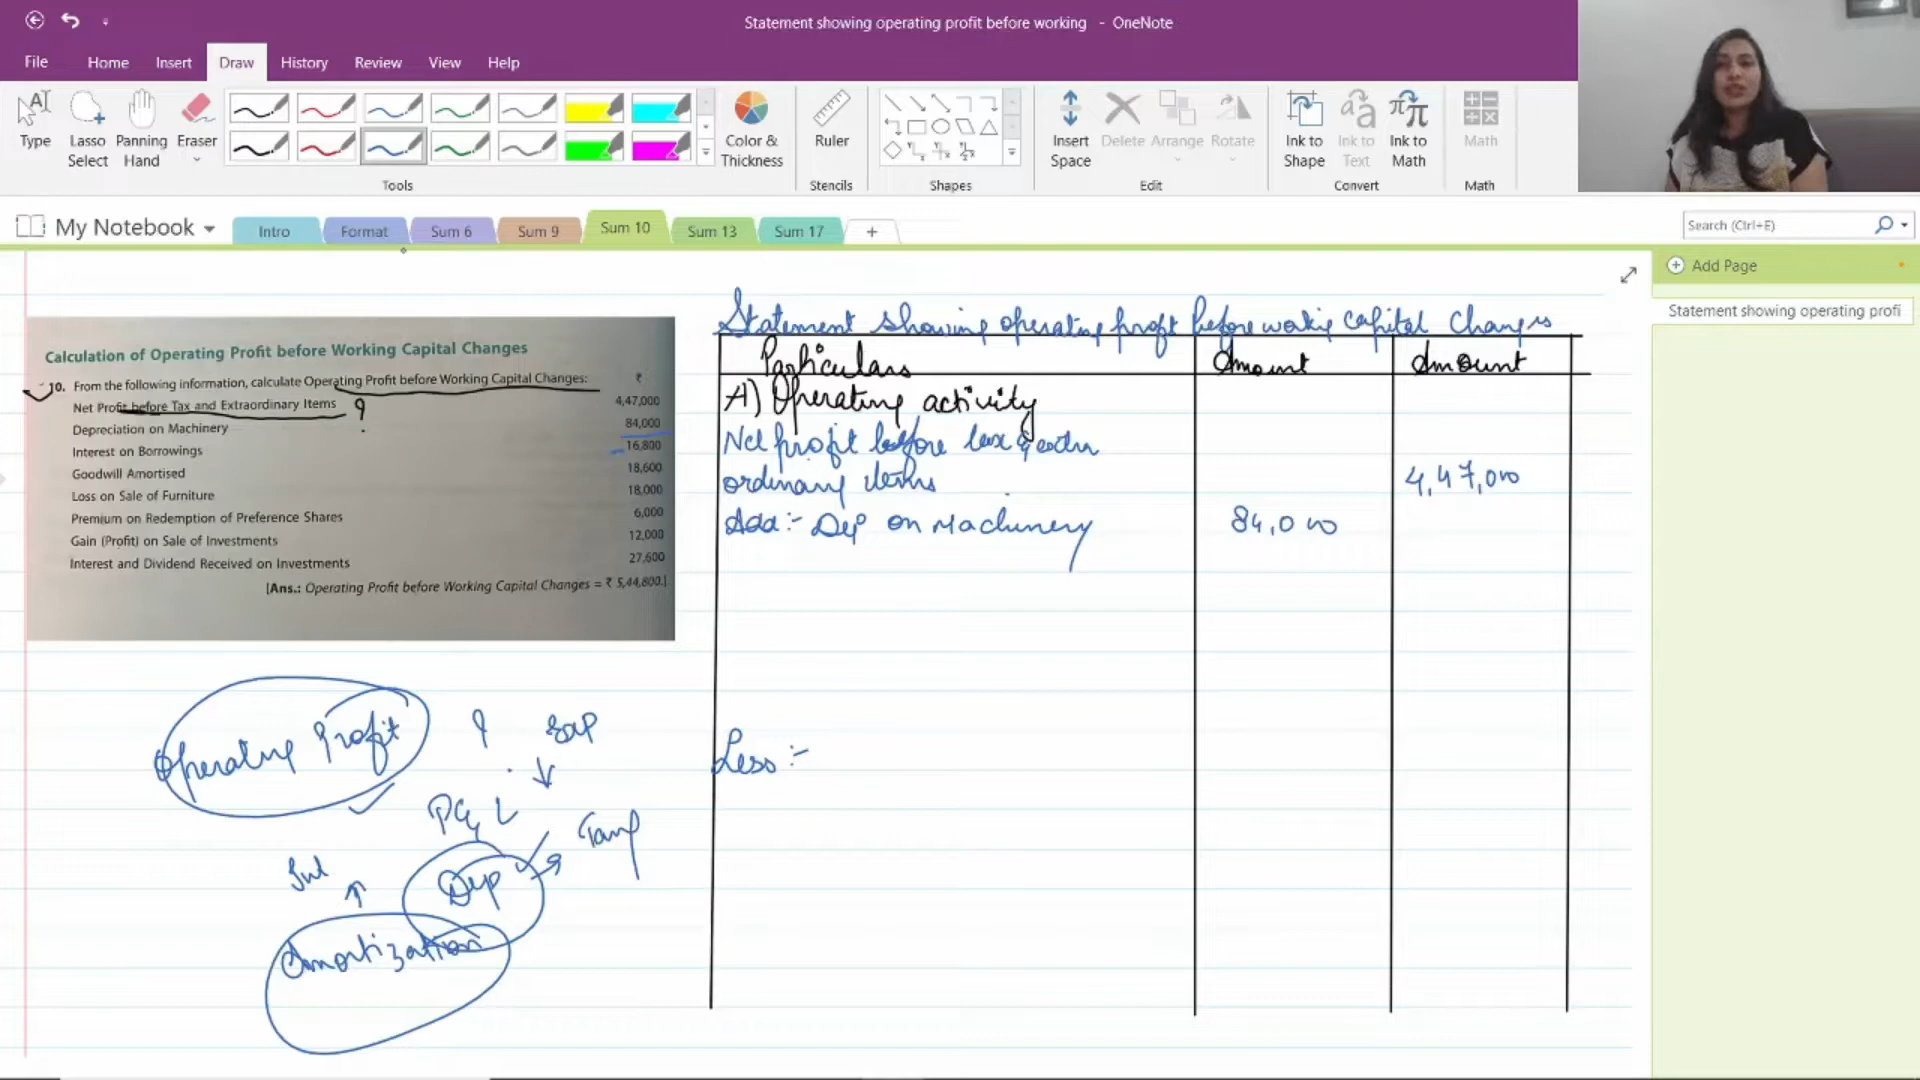 Statement showing operating profit before working - OneNote
File Home Insert Draw History Review View Help
Type
Lasso Select
Panning Hand
Eraser
Color & Thickness
Ruler
Insert Space
Delete
Arrange
Rotate
Ink to Shape
Ink to Text
Ink to Math
Math
Tools
Stencils
Shapes
Edit
Convert
Math
My Notebook
Intro Format Sum 6 Sum 9 Sum 10 Sum 13 Sum 17 +
Search (Ctrl+E)
Add Page
Statement showing operating profi
Calculation of Operating Profit before Working Capital Changes
10. From the following information, calculate Operating Profit before Working Capital Changes: ₹
Net Profit before Tax and Extraordinary Items ? 4,47,000
Depreciation on Machinery 84,000
Interest on Borrowings 16,800
Goodwill Amortised 18,600
Loss on Sale of Furniture 18,000
Premium on Redemption of Preference Shares 6,000
Gain (Profit) on Sale of Investments 12,000
Interest and Dividend Received on Investments 27,600
[Ans.: Operating Profit before Working Capital Changes = ₹ 5,44,800.]
Statement showing operating profit before working capital changes
Particulars Amount Amount
A) Operating activity
Net profit before tax & extra
ordinary items 4,47,000
Add:- Dep on Machinery 84,000
Less:-
Operating Profit ?
Tang
Dep
Amortization